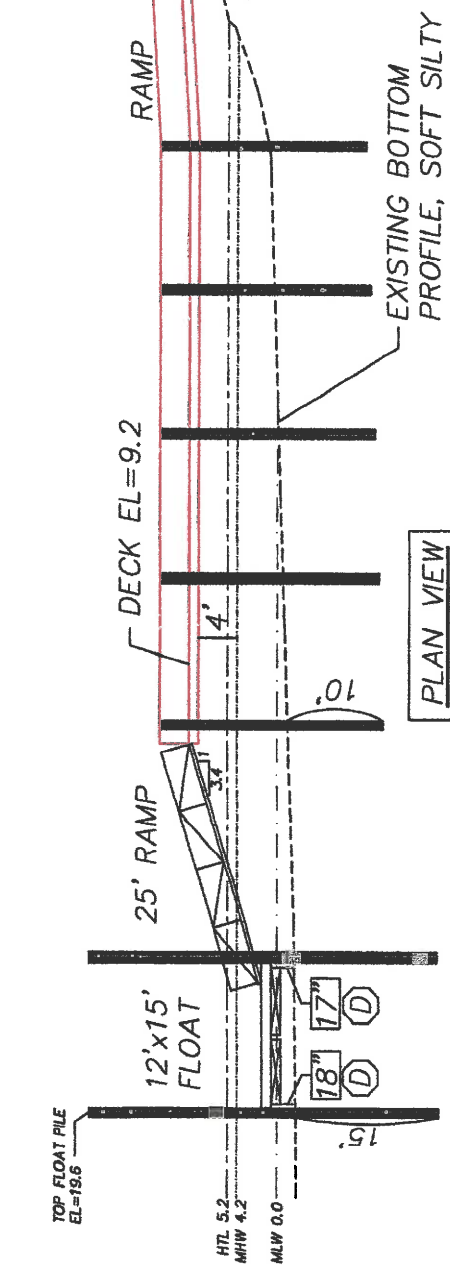 TOP FLOAT PILE
EL=19.6
HTL 5.2
MHW 4.2
MLW 0.0
12'x15'
FLOAT
18"
D
17"
D
15'
25' RAMP
1
3.4
DECK EL=9.2
4'
10'
RAMP
EXISTING BOTTOM
PROFILE, SOFT SILTY
PLAN VIEW